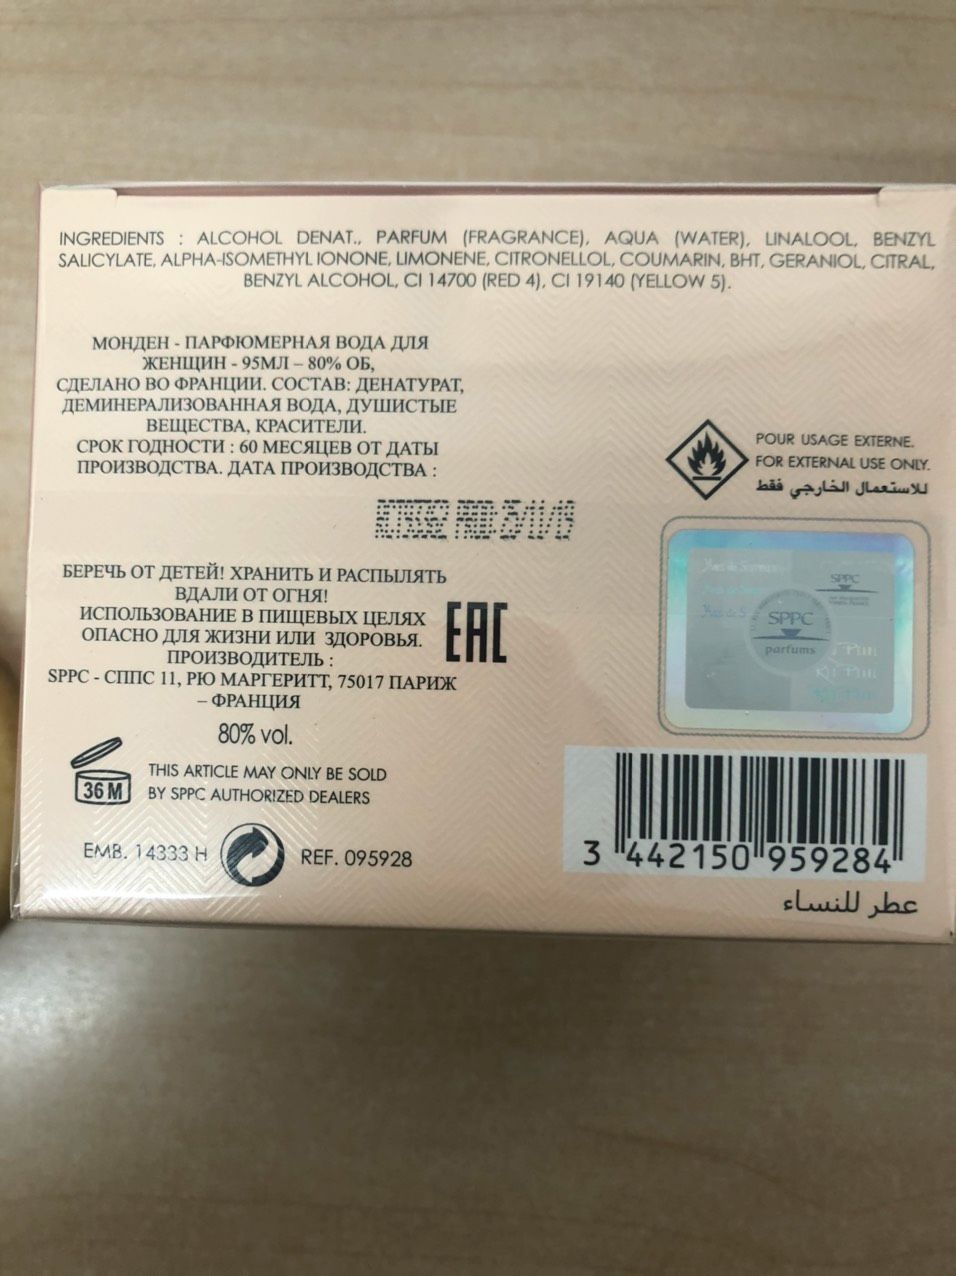 INGREDIENTS : ALCOHOL DENAT., PARFUM (FRAGRANCE), AQUA (WATER), LINALOOL, BENZYL
SALICYLATE, ALPHA-ISOMETHYL IONONE, LIMONENE, CITRONELLOL, COUMARIN, BHT, GERANIOL, CITRAL,
BENZYL ALCOHOL, CI 14700 (RED 4), CI 19140 (YELLOW 5).
МОНДЕН - ПАРФЮМЕРНАЯ ВОДА ДЛЯ
ЖЕНЩИН - 95МЛ – 80% ОБ,
СДЕЛАНО ВО ФРАНЦИИ. СОСТАВ: ДЕНАТУРАТ,
ДЕМИНЕРАЛИЗОВАННАЯ ВОДА, ДУШИСТЫЕ
ВЕЩЕСТВА, КРАСИТЕЛИ.
СРОК ГОДНОСТИ : 60 МЕСЯЦЕВ ОТ ДАТЫ
ПРОИЗВОДСТВА. ДАТА ПРОИЗВОДСТВА :
БЕРЕЧЬ ОТ ДЕТЕЙ! ХРАНИТЬ И РАСПЫЛЯТЬ
ВДАЛИ ОТ ОГНЯ!
ИСПОЛЬЗОВАНИЕ В ПИЩЕВЫХ ЦЕЛЯХ
ОПАСНО ДЛЯ ЖИЗНИ ИЛИ ЗДОРОВЬЯ.
ПРОИЗВОДИТЕЛЬ :
SPPC - СППС 11, РЮ МАРГЕРИТТ, 75017 ПАРИЖ
– ФРАНЦИЯ
EAC
80% vol.
36 M
THIS ARTICLE MAY ONLY BE SOLD
BY SPPC AUTHORIZED DEALERS
EMB. 14333 H
REF. 095928
POUR USAGE EXTERNE.
FOR EXTERNAL USE ONLY.
للاستعمال الخارجي فقط
SPPC
SPPC
parfums
3 442150 959284
عطر للنساء